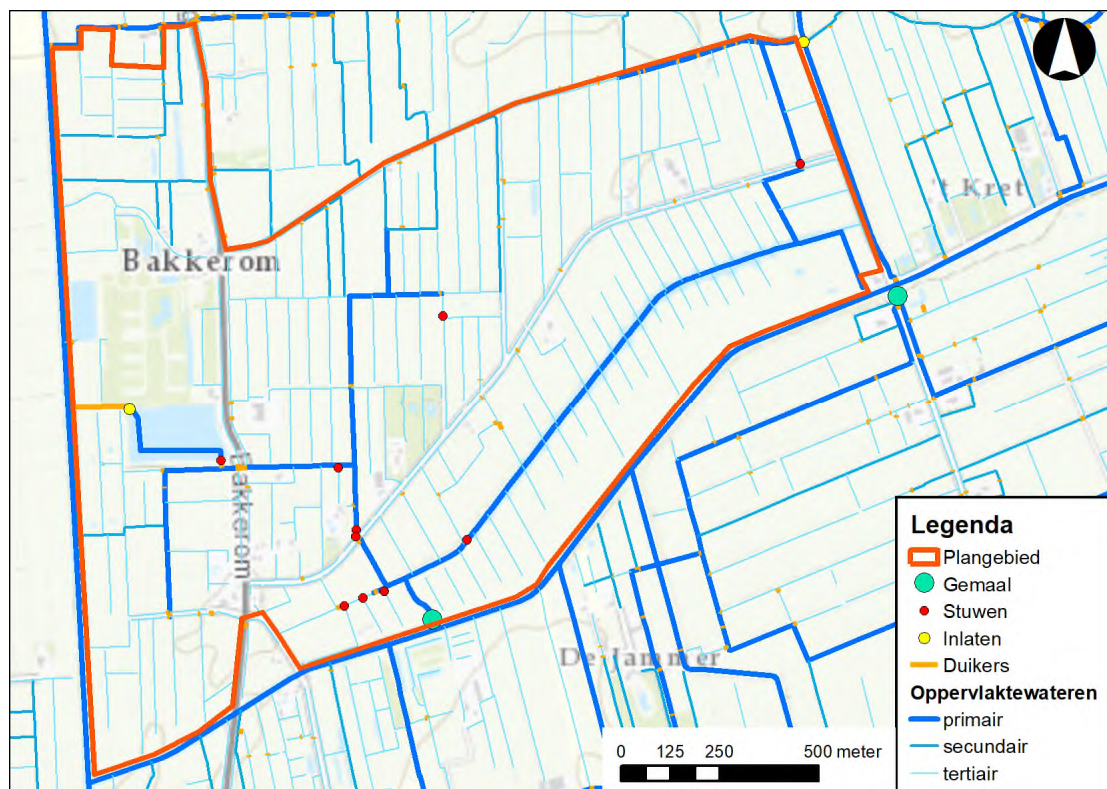 't Kret
Bakkerom
Bakkerom
De Jammer
0 125 250 500 meter
Legenda
Plangebied
Gemaal
Stuwen
Inlaten
Duikers
Oppervlaktewateren
primair
secundair
tertiair